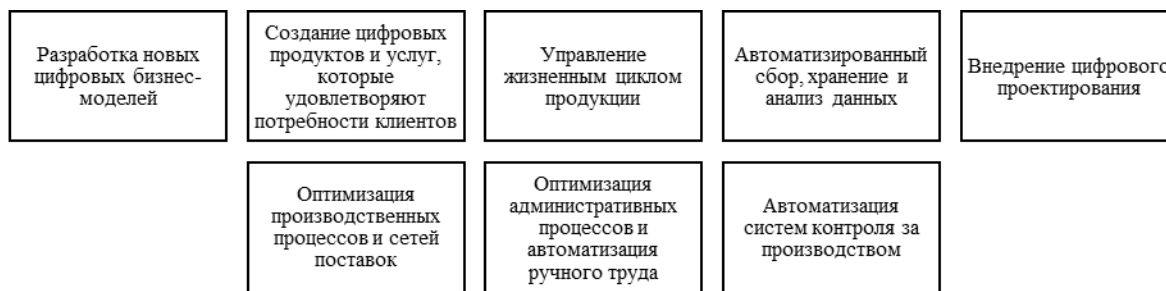 Разработка новых
цифровых бизнес-
моделей
Создание цифровых
продуктов и услуг,
которые
удовлетворяют
потребности клиентов
Управление
жизненным циклом
продукции
Автоматизированный
сбор, хранение и
анализ данных
Внедрение цифрового
проектирования
Оптимизация
производственных
процессов и сетей
поставок
Оптимизация
административных
процессов и
автоматизация
ручного труда
Автоматизация
систем контроля за
производством